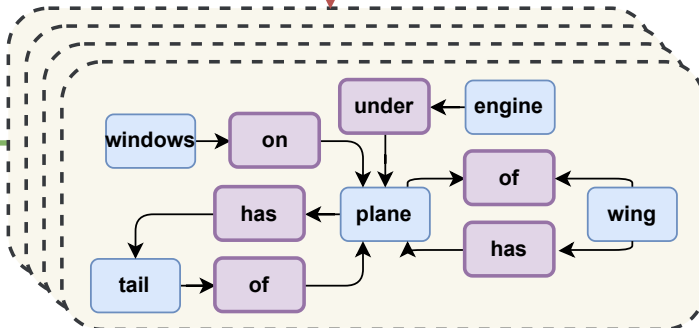 under
engine
windows
on
of
has
plane
wing
has
tail
of